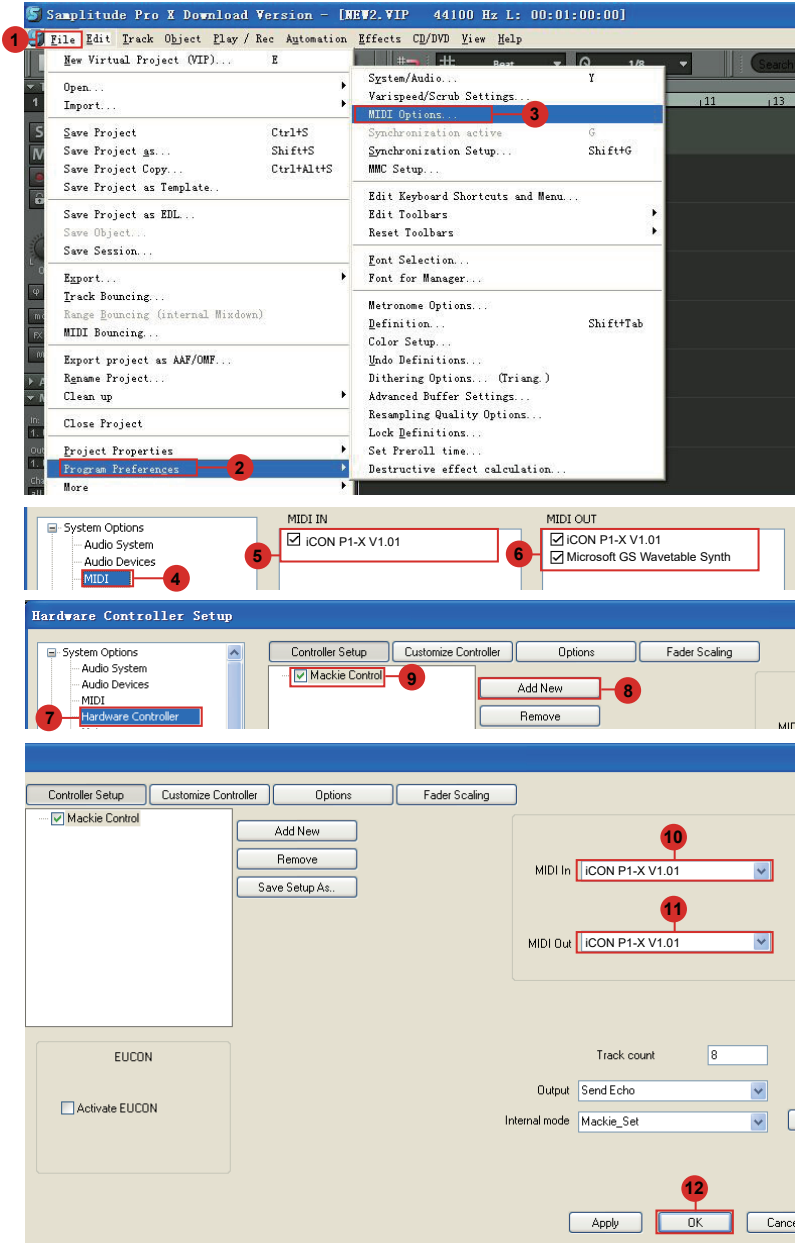 Samplitude Pro X Download Version - [NEW2.VIP 44100 Hz L: 00:01:00:00]
1 File Edit Track Object Play / Rec Automation Effects CD/DVD View Help
New Virtual Project (VIP)... E
Open...
Import...
Save Project Ctrl+S
Save Project as... Shift+S
Save Project Copy... Ctrl+Alt+S
Save Project as Template..
Save Project as EDL...
Save Object...
Save Session...
Export...
Track Bouncing...
Range Bouncing (internal Mixdown)
MIDI Bouncing...
Export project as AAF/OMF...
Rename Project...
Clean up
Close Project
Project Properties
Program Preferences 2
More
Beat 1/8 Search
11 13
System/Audio... Y
Varispeed/Scrub Settings...
MIDI Options... 3
Synchronization active G
Synchronization Setup... Shift+G
MMC Setup...
Edit Keyboard Shortcuts and Menu...
Edit Toolbars
Reset Toolbars
Font Selection...
Font for Manager...
Metronome Options...
Definition... Shift+Tab
Color Setup...
Undo Definitions...
Dithering Options... (Triang.)
Advanced Buffer Settings...
Resampling Quality Options...
Lock Definitions...
Set Preroll time...
Destructive effect calculation...
System Options
Audio System
Audio Devices
MIDI 4
MIDI IN
5 iCON P1-X V1.01
MIDI OUT
6 iCON P1-X V1.01
Microsoft GS Wavetable Synth
Hardware Controller Setup
System Options
Audio System
Audio Devices
MIDI
7 Hardware Controller
Controller Setup Customize Controller Options Fader Scaling
Mackie Control 9
Add New 8
Remove
Controller Setup Customize Controller Options Fader Scaling
Mackie Control
Add New
Remove
Save Setup As..
10
MIDI In iCON P1-X V1.01
11
MIDI Out iCON P1-X V1.01
EUCON
Activate EUCON
Track count 8
Output Send Echo
Internal mode Mackie_Set
12
Apply OK Cance